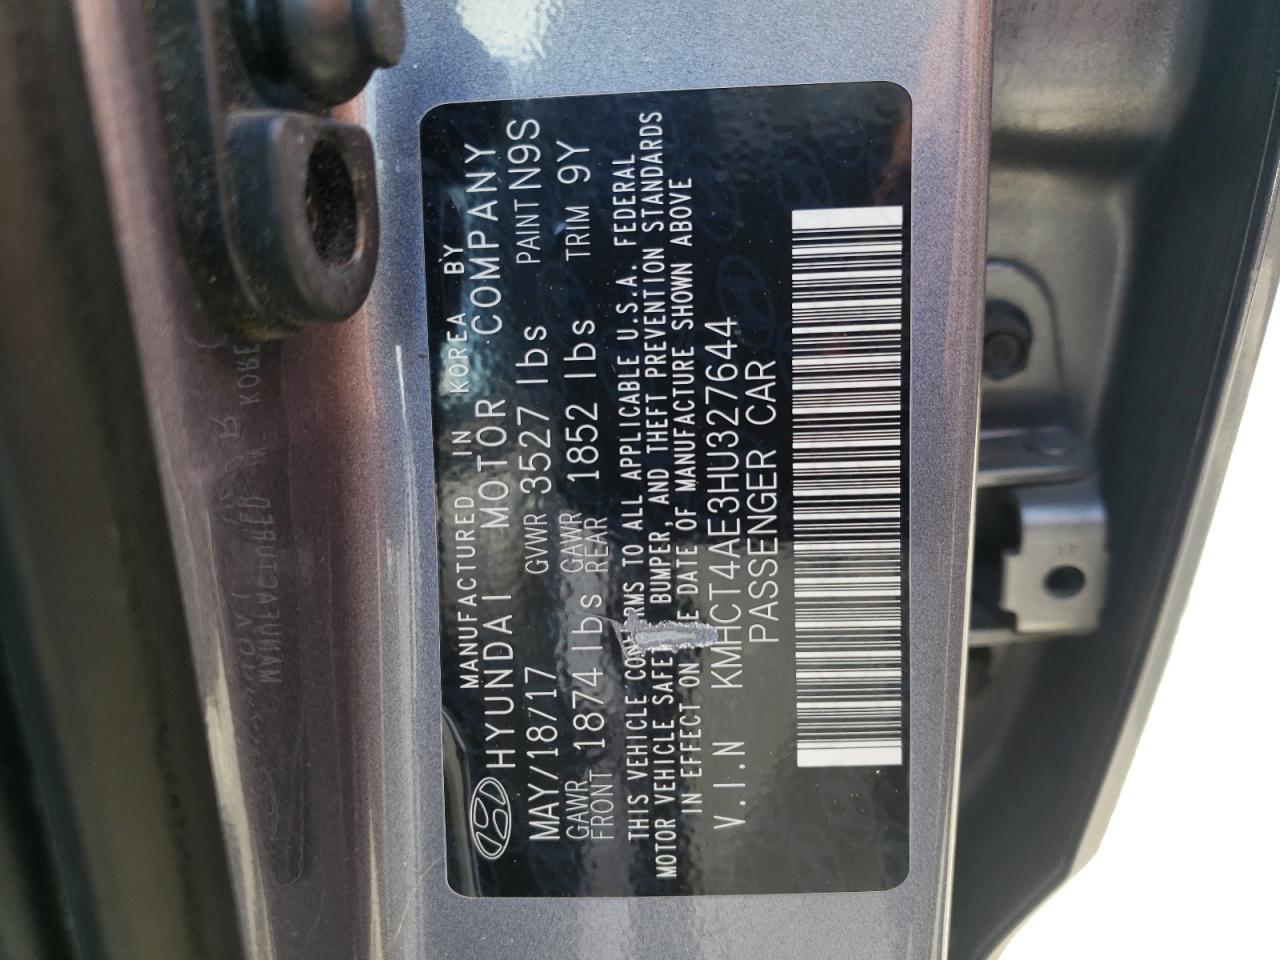 MANUFACTURED IN KOREA BY
HYUNDAI MOTOR COMPANY
MAY/18/17 GVWR 3527 lbs PAINT N9S
GAWR FRONT 1874 lbs GAWR REAR 1852 lbs TRIM 9Y
THIS VEHICLE CONFORMS TO ALL APPLICABLE U.S.A. FEDERAL
MOTOR VEHICLE SAFE BUMPER, AND THEFT PREVENTION STANDARDS
IN EFFECT ON E DATE OF MANUFACTURE SHOWN ABOVE
V.I.N KMHCT4AE3HU327644
PASSENGER CAR